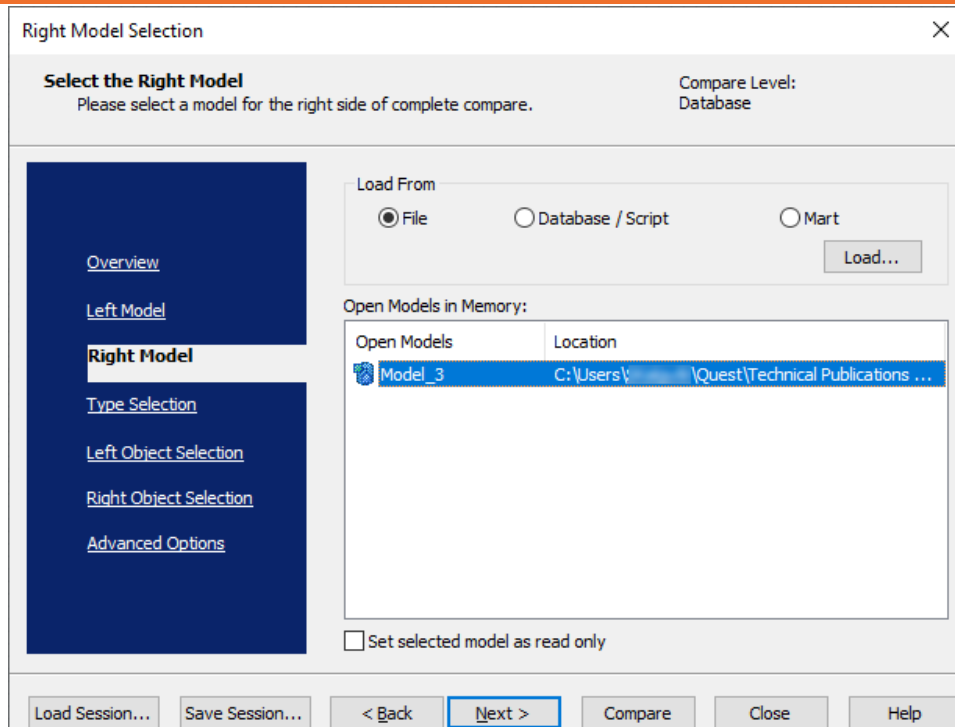 Right Model Selection
Select the Right Model
Please select a model for the right side of complete compare.
Compare Level:
Database
Overview
Left Model
Right Model
Type Selection
Left Object Selection
Right Object Selection
Advanced Options
Load From
File
Database / Script
Mart
Load...
Open Models in Memory:
Open Models Location
Model_3 C:\Users\ \Quest\Technical Publications ...
Set selected model as read only
Load Session... Save Session... < Back Next > Compare Close Help